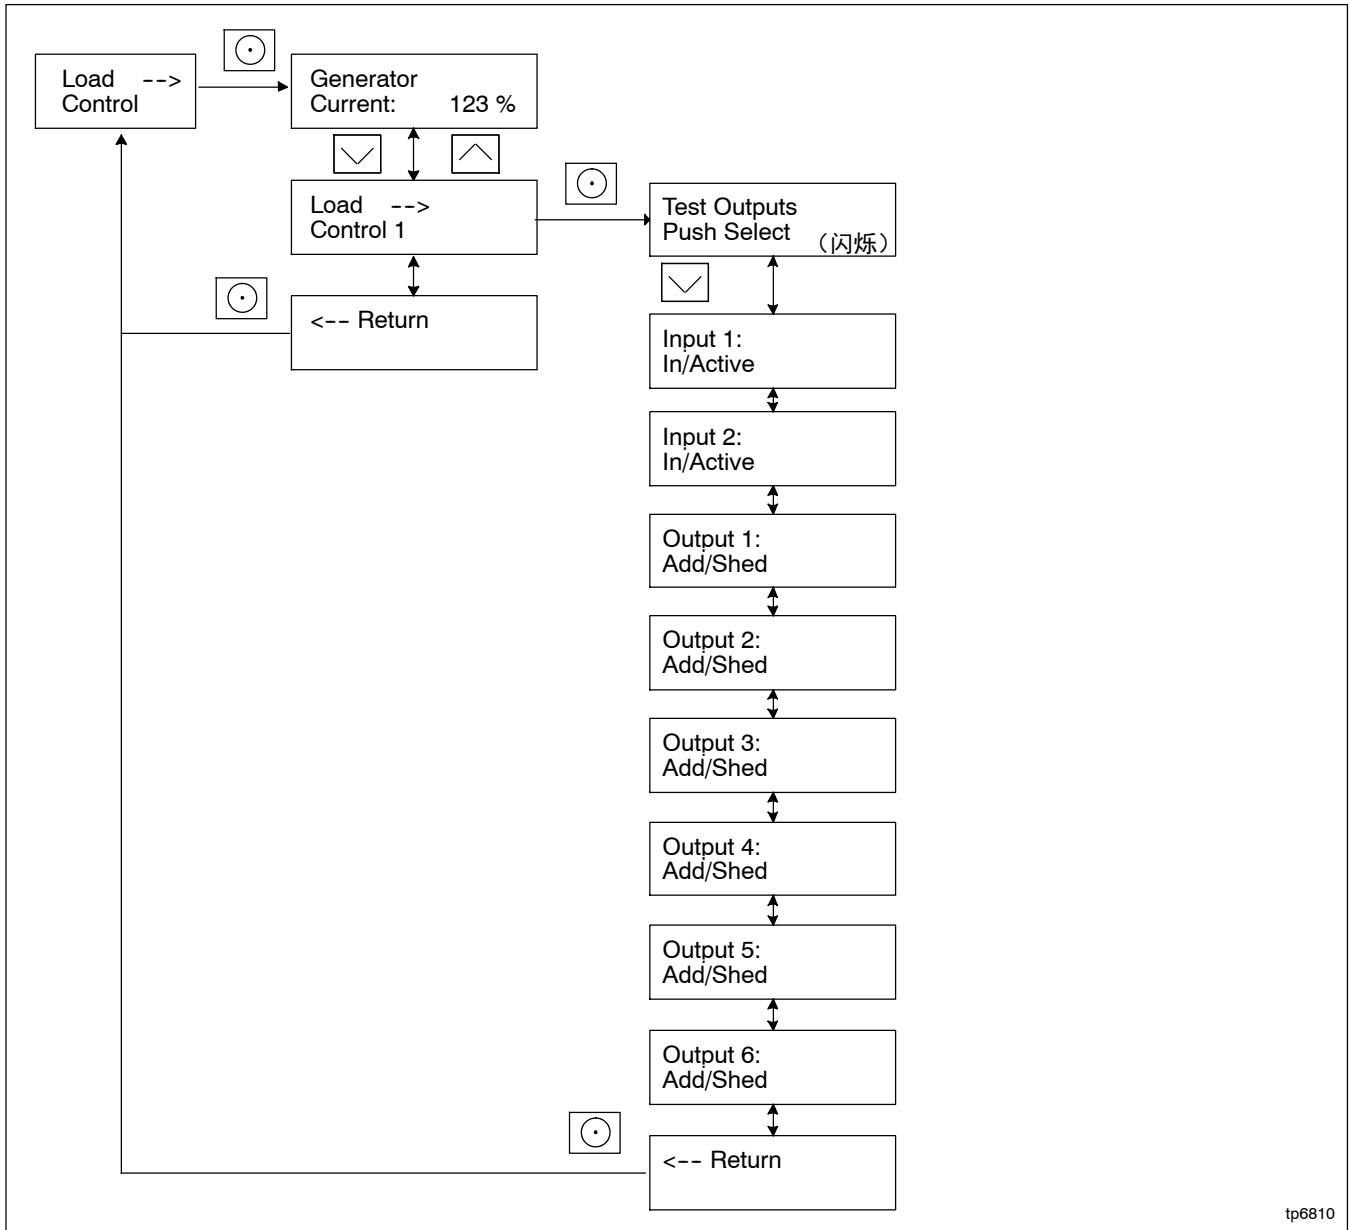 Load -->
Control
Generator
Current: 123 %
Load -->
Control 1
<-- Return
Test Outputs
Push Select (闪烁)
Input 1:
In/Active
Input 2:
In/Active
Output 1:
Add/Shed
Output 2:
Add/Shed
Output 3:
Add/Shed
Output 4:
Add/Shed
Output 5:
Add/Shed
Output 6:
Add/Shed
<-- Return
tp6810